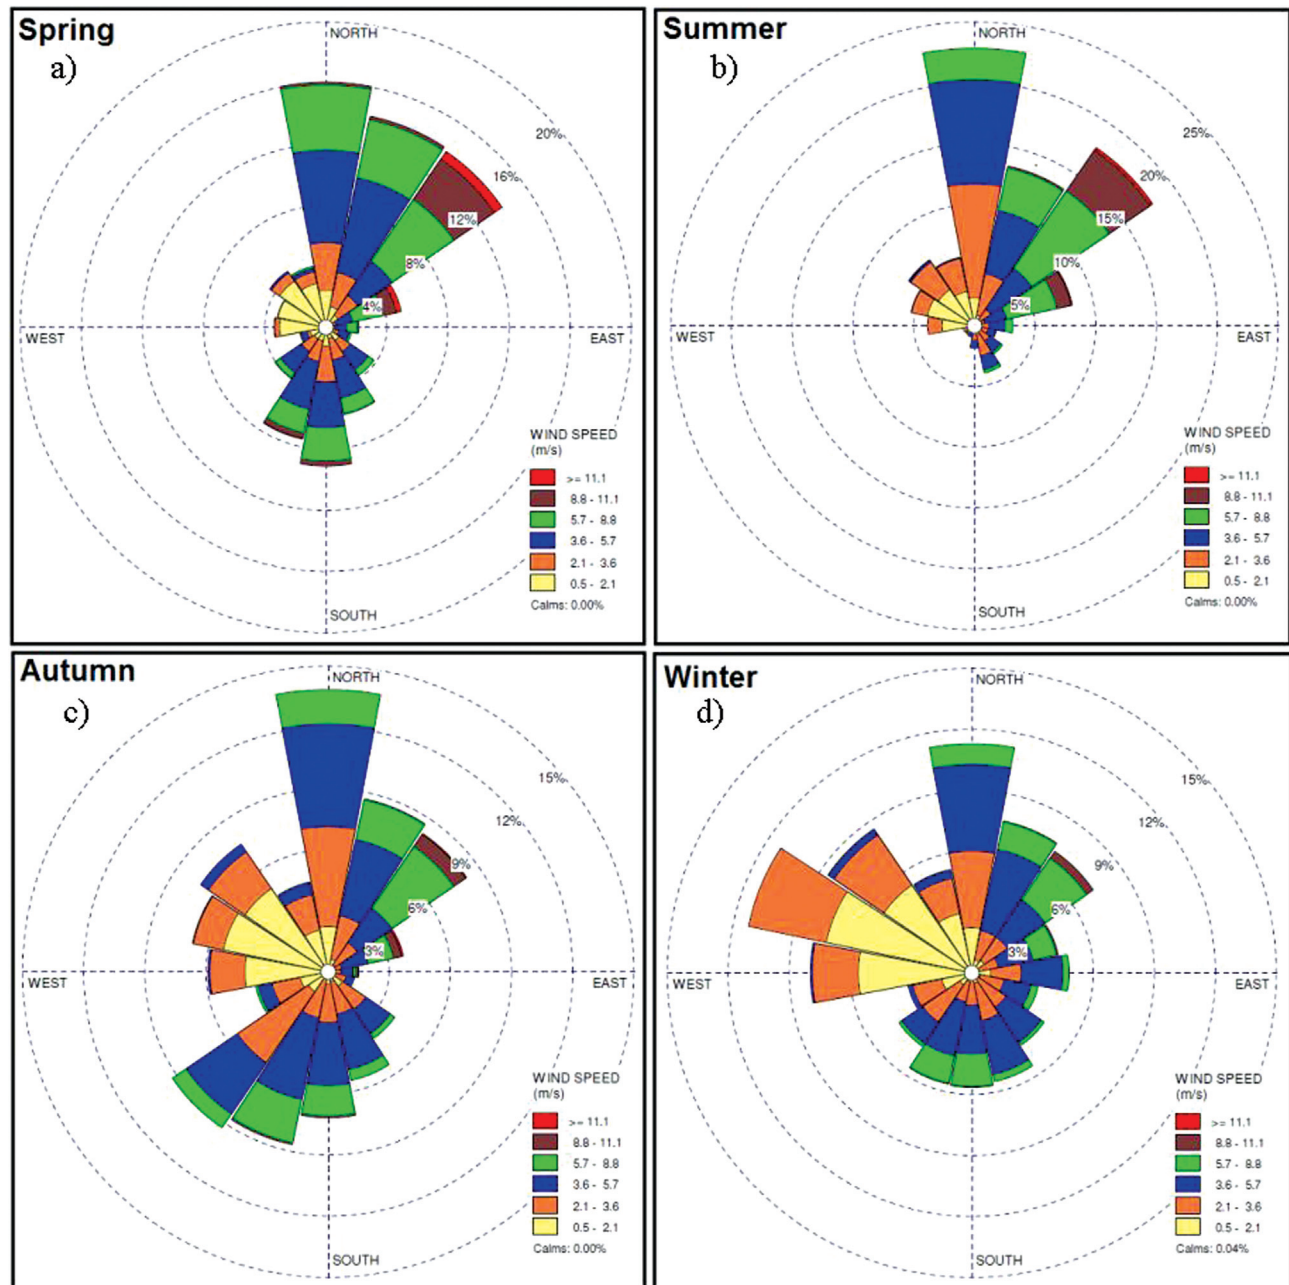 Spring
a)
NORTH
20%
16%
12%
8%
4%
WEST
EAST
WIND SPEED
(m/s)
>= 11.1
8.8 - 11.1
5.7 - 8.8
3.6 - 5.7
2.1 - 3.6
0.5 - 2.1
Calms: 0.00%
SOUTH
Summer
b)
NORTH
25%
20%
15%
10%
5%
WEST
EAST
WIND SPEED
(m/s)
>= 11.1
8.8 - 11.1
5.7 - 8.8
3.6 - 5.7
2.1 - 3.6
0.5 - 2.1
Calms: 0.00%
SOUTH
Autumn
c)
NORTH
15%
12%
9%
6%
3%
WEST
EAST
WIND SPEED
(m/s)
>= 11.1
8.8 - 11.1
5.7 - 8.8
3.6 - 5.7
2.1 - 3.6
0.5 - 2.1
Calms: 0.00%
SOUTH
Winter
d)
NORTH
15%
12%
9%
6%
3%
WEST
EAST
WIND SPEED
(m/s)
>= 11.1
8.8 - 11.1
5.7 - 8.8
3.6 - 5.7
2.1 - 3.6
0.5 - 2.1
Calms: 0.04%
SOUTH